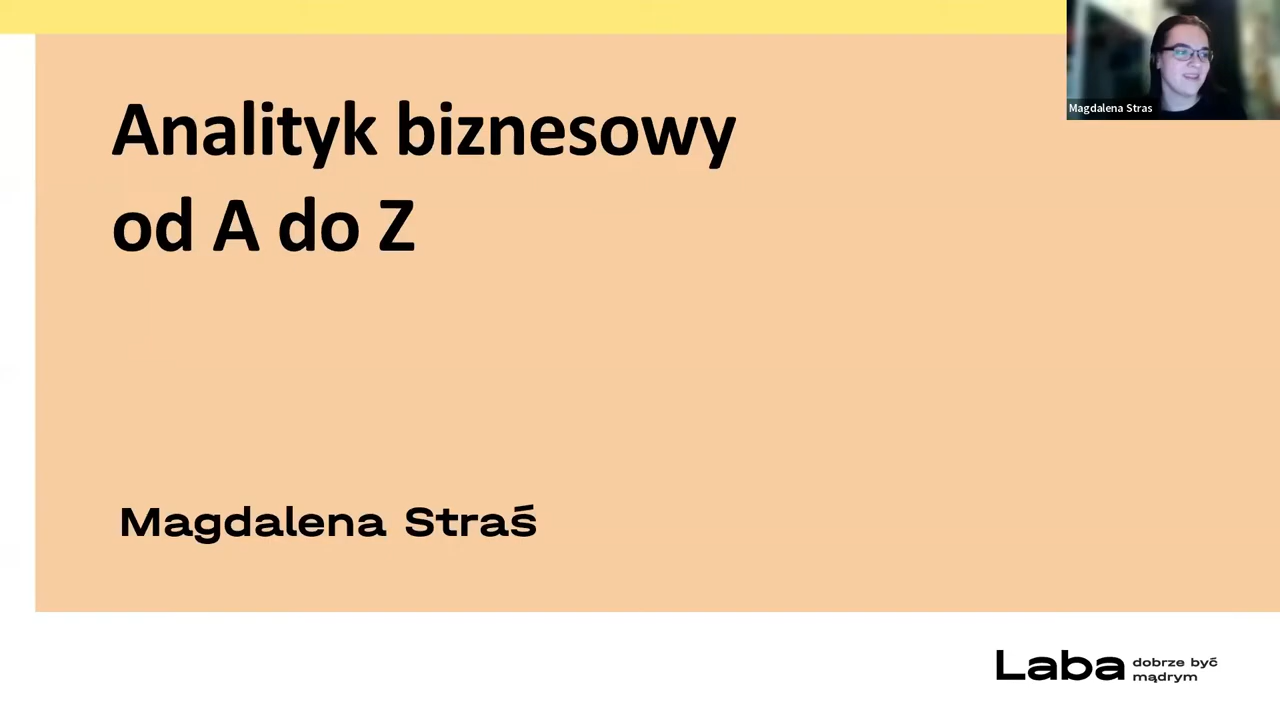 Analityk biznesowy
od A do Z
Magdalena Stras
Magdalena Straś
Laba dobrze być
mądrym